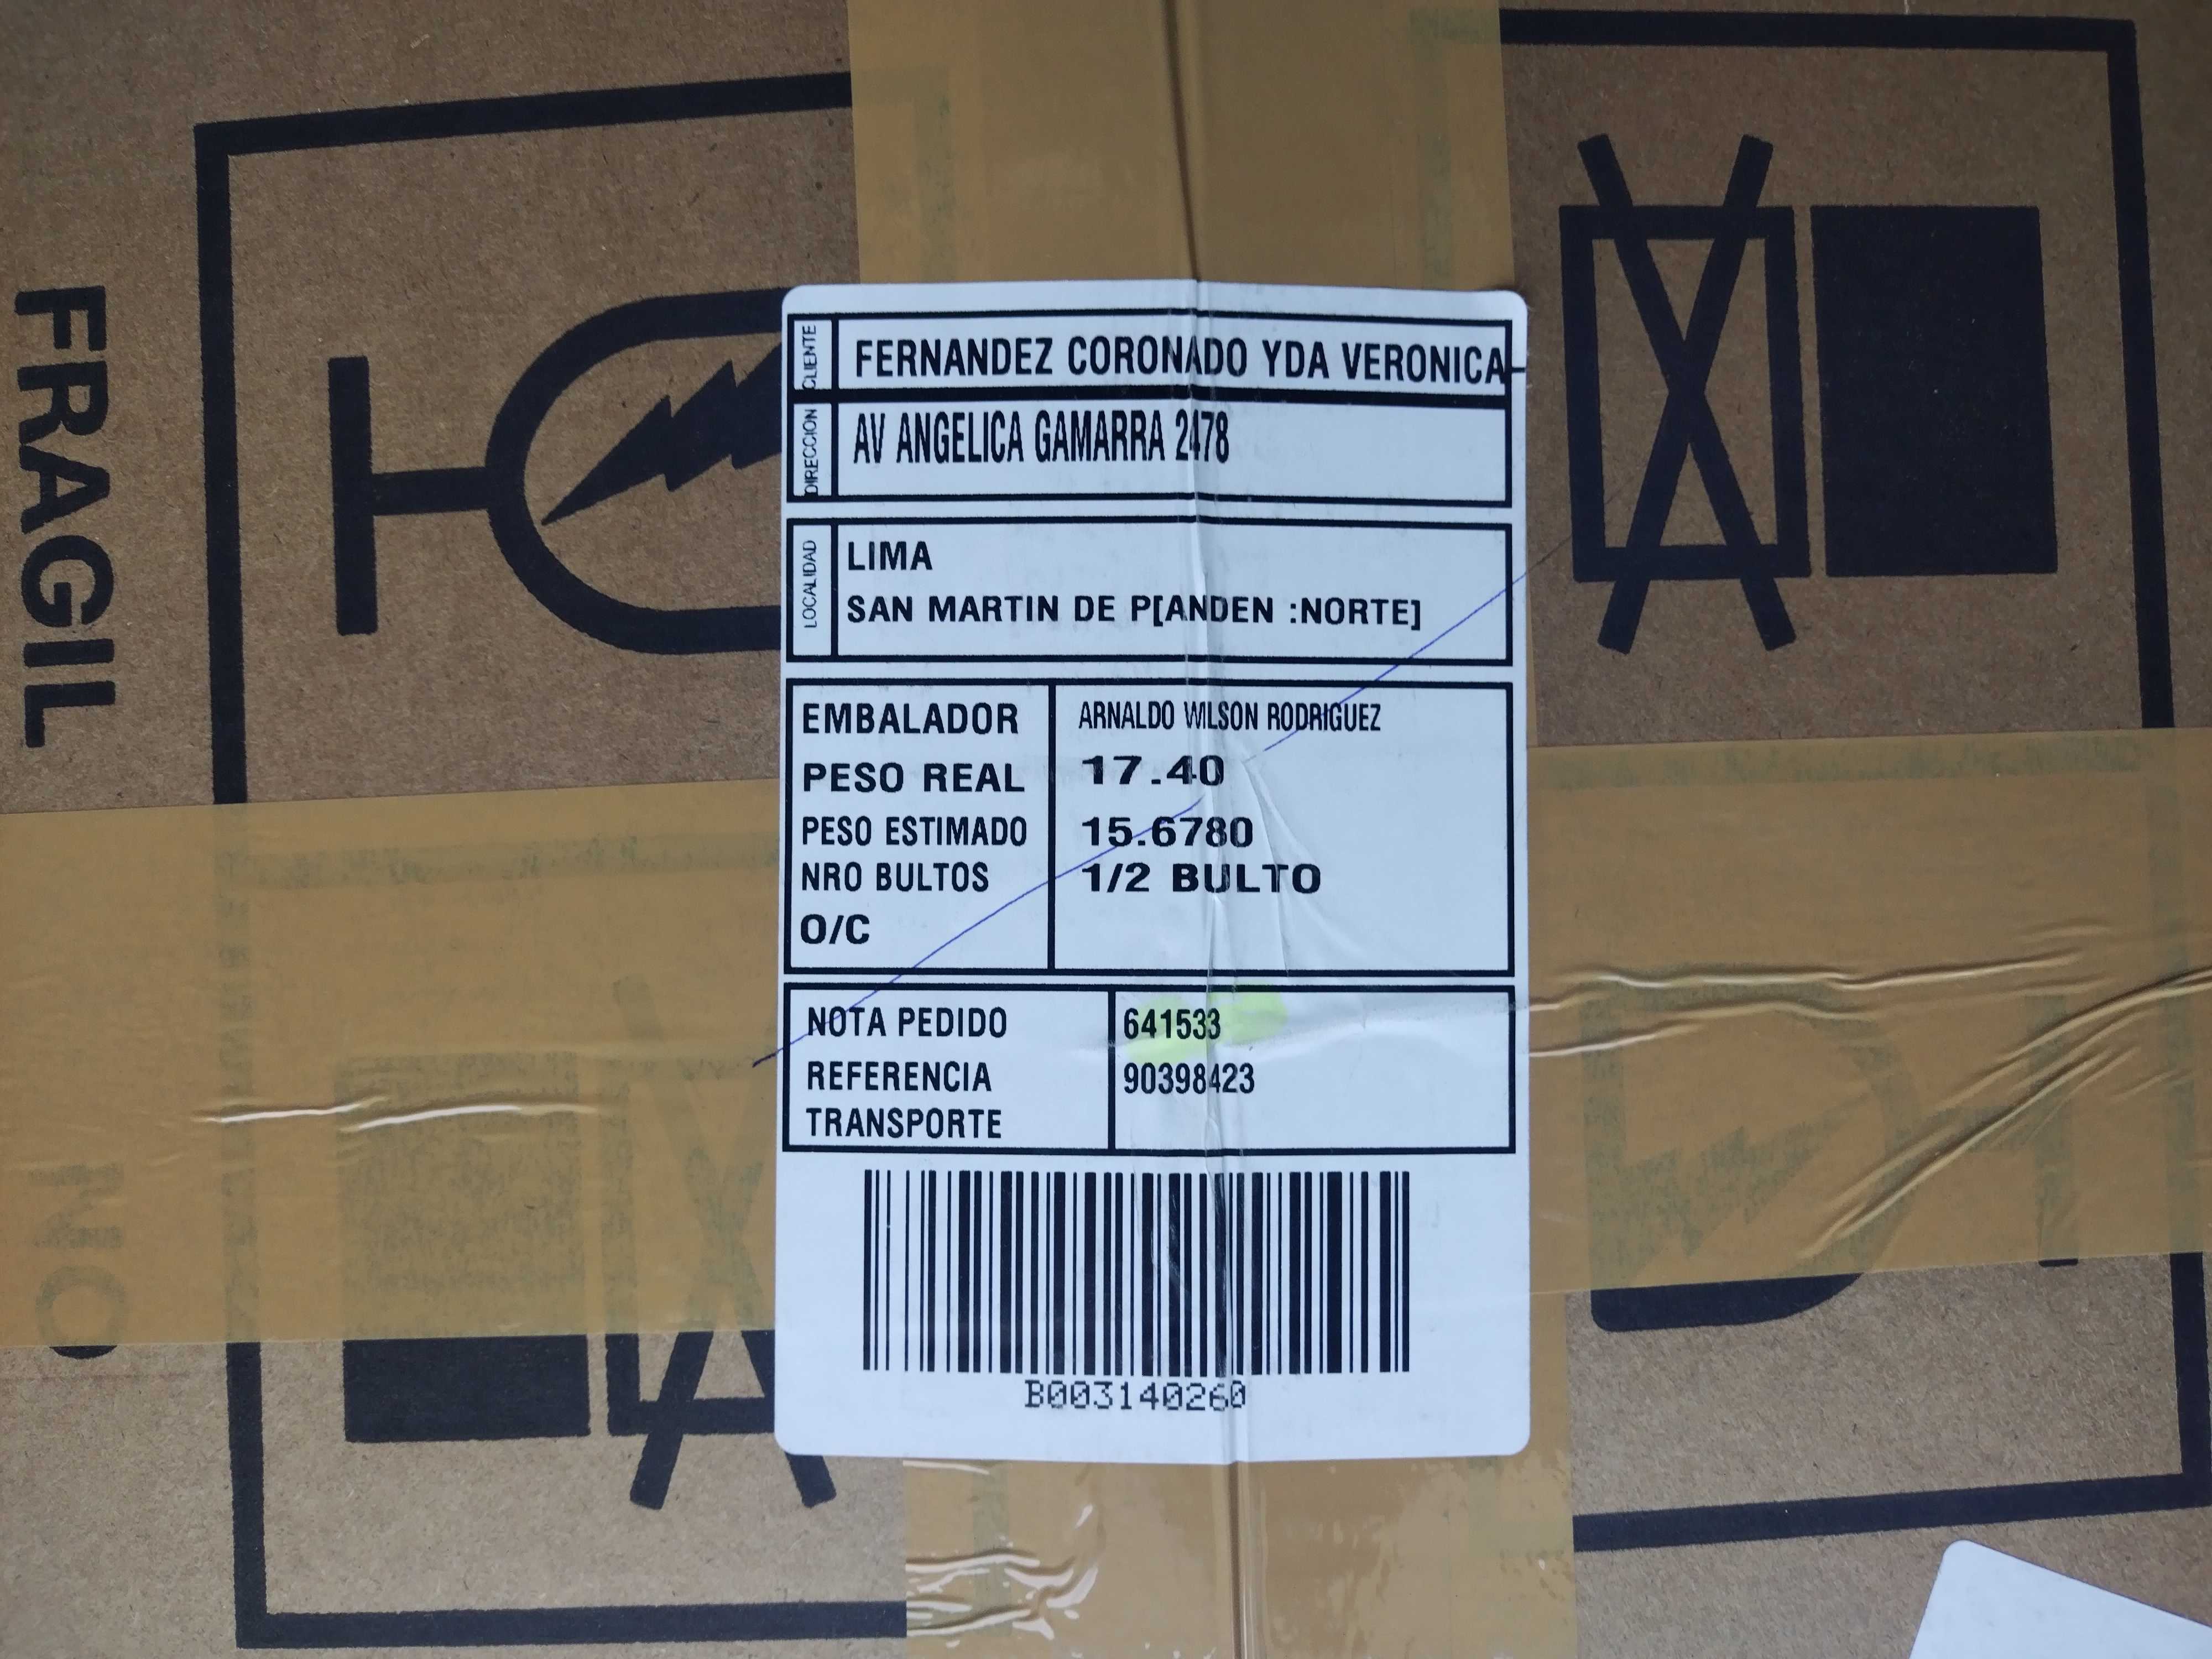 FRAGIL
CLIENTE
FERNANDEZ CORONADO YDA VERONICA
DIRECCION
AV ANGELICA GAMARRA 2478
LOCALIDAD
LIMA
SAN MARTIN DE P[ANDEN :NORTE]
EMBALADOR ARNALDO WILSON RODRIGUEZ
PESO REAL 17.40
PESO ESTIMADO 15.6780
NRO BULTOS 1/2 BULTO
O/C
NOTA PEDIDO 641533
REFERENCIA 90398423
TRANSPORTE
B003140260